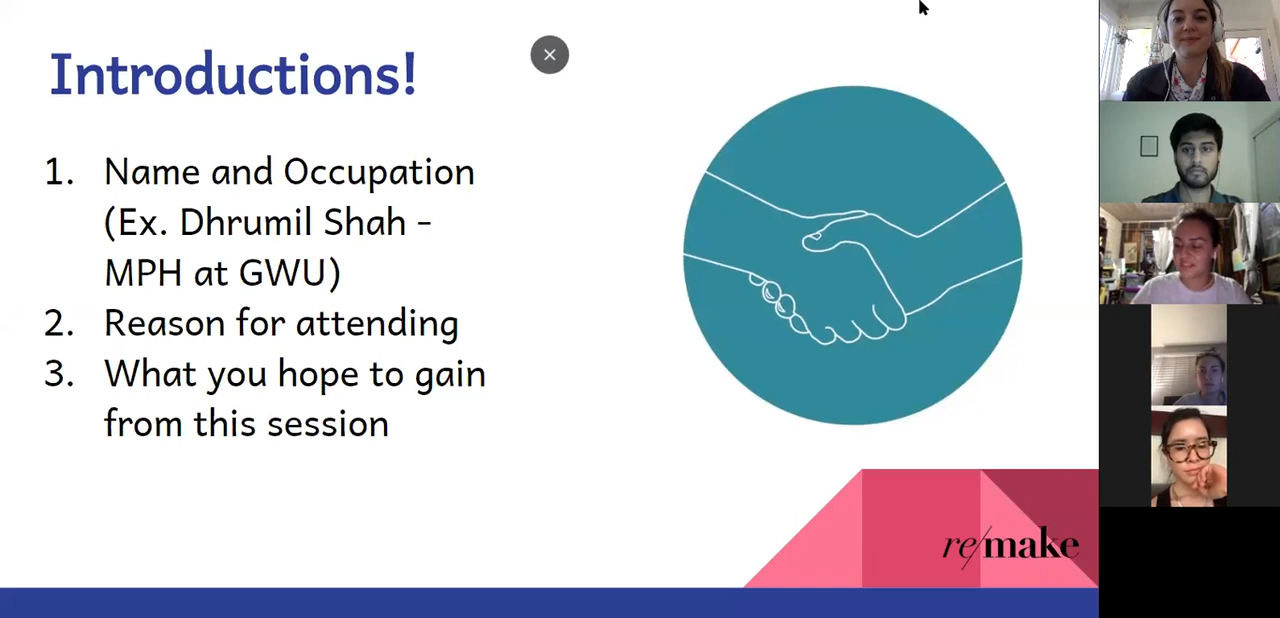 Introductions!
1. Name and Occupation
(Ex. Dhrumil Shah -
MPH at GWU)
2. Reason for attending
3. What you hope to gain
from this session
re/make